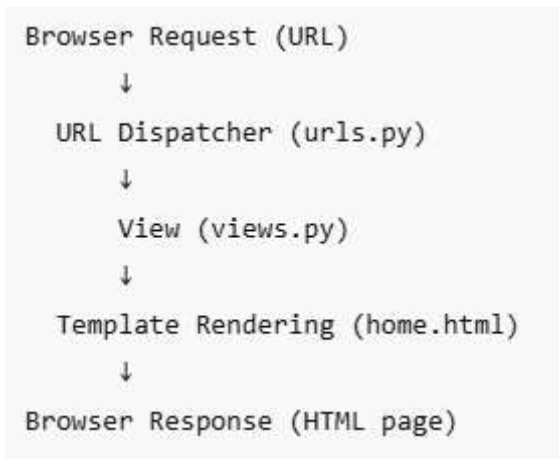 Browser Request (URL)
↓
URL Dispatcher (urls.py)
↓
View (views.py)
↓
Template Rendering (home.html)
↓
Browser Response (HTML page)